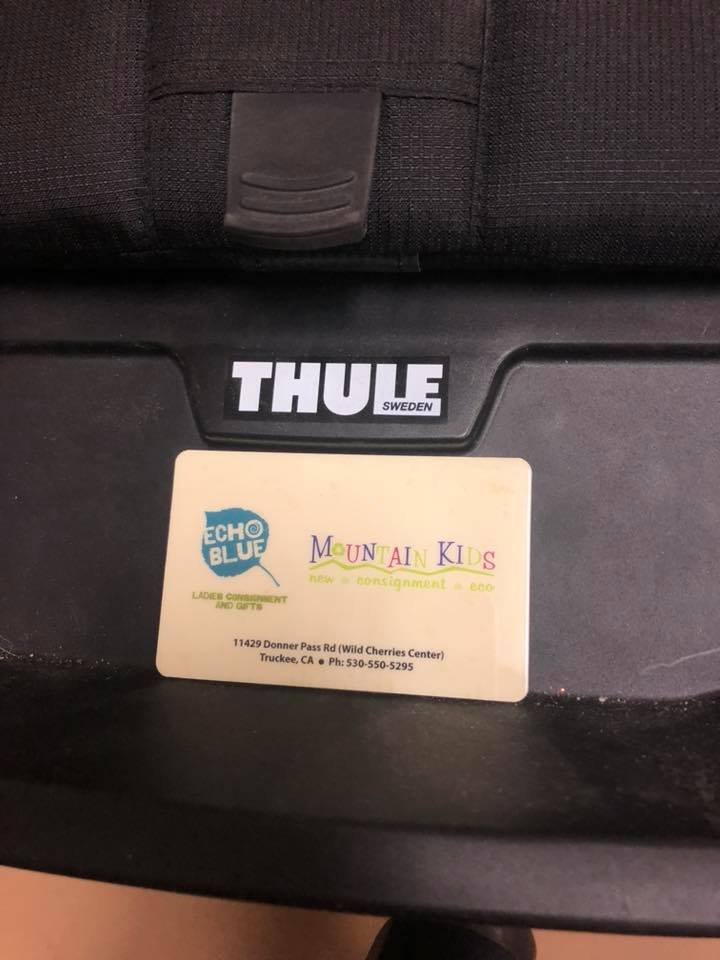 THULE
SWEDEN
ECHO
BLUE
LADIES CONSIGNMENT
AND GIFTS
MOUNTAIN KIDS
new consignment eco
11429 Donner Pass Rd (Wild Cherries Center)
Truckee, CA ● Ph: 530-550-5295